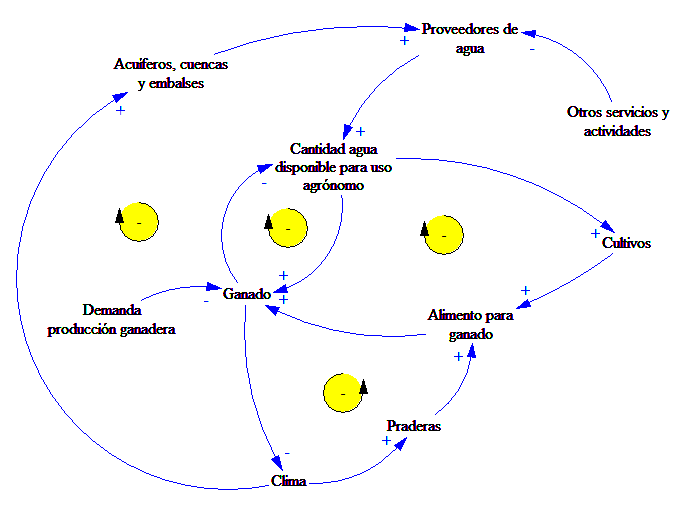 Proveedores de
agua
+
-
Acuíferos, cuencas
y embalses
+
Otros servicios y
actividades
+
Cantidad agua
disponible para uso
agrónomo
-
-
-
-
+
Cultivos
+
Ganado
+
+
-
Demanda
producción ganadera
Alimento para
ganado
+
-
Praderas
+
-
Clima